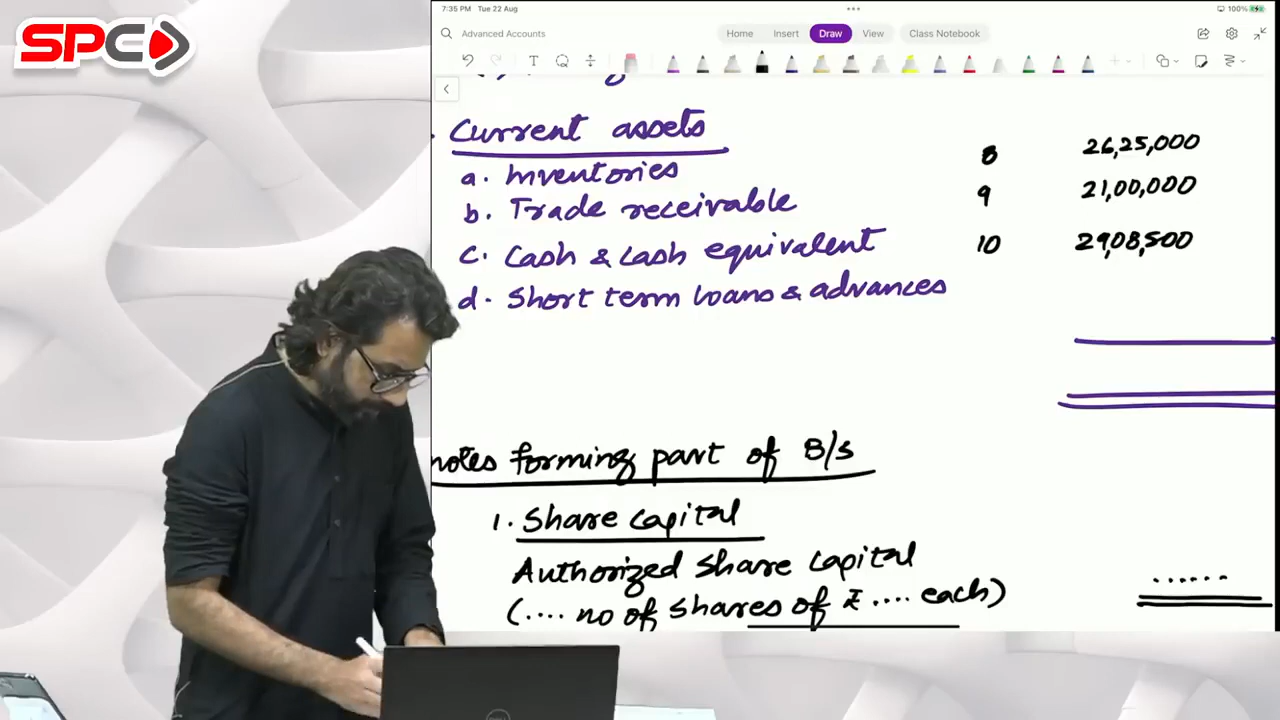 SPC
7:35 PM Tue 22 Aug
100%
Advanced Accounts
Home Insert Draw View Class Notebook
Current assets
a. Inventories 8 26,25,000
b. Trade receivable 9 21,00,000
c. Cash & Cash equivalent 10 29,08,500
d. Short term loans & advances
notes forming part of B/s
1. Share Capital
Authorized Share Capital ......
(.... no of shares of ₹ .... each)